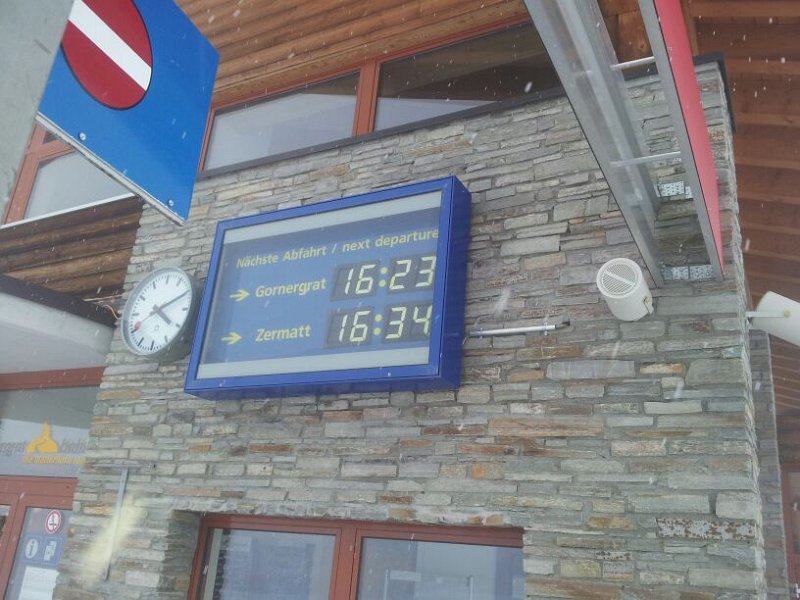 Nächste Abfahrt / next departure
→ Gornergrat 16:23
→ Zermatt 16:34